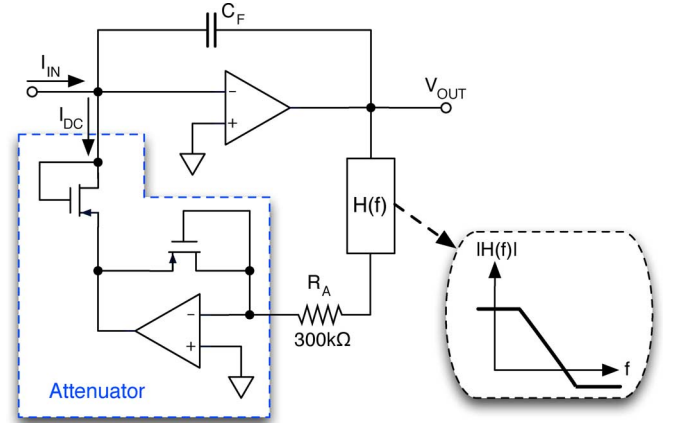 C_F
I_IN
V_OUT
−
+
I_DC
H(f)
|H(f)|
R_A
−
300kΩ
f
+
Attenuator